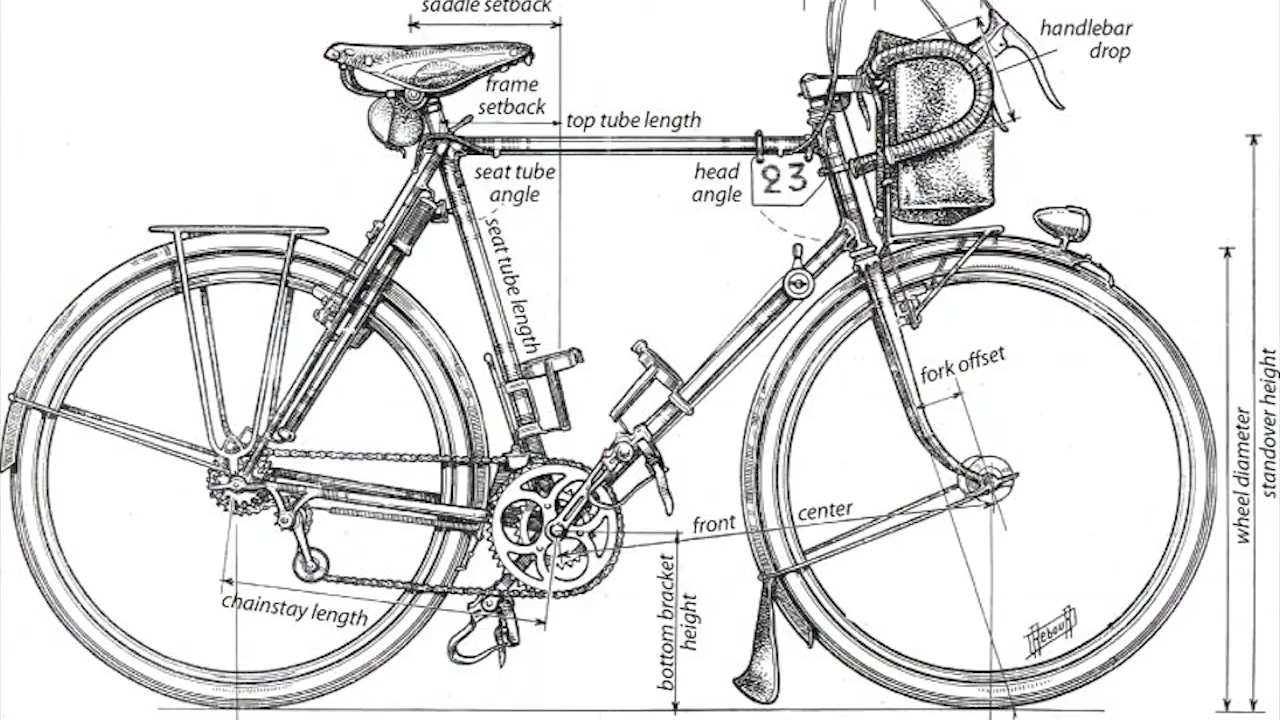 saddle setback
handlebar
drop
frame
setback
top tube length
seat tube
angle
head
angle
23
seat tube length
fork offset
wheel diameter
standover height
front center
chainstay length
bottom bracket
height
Rebour